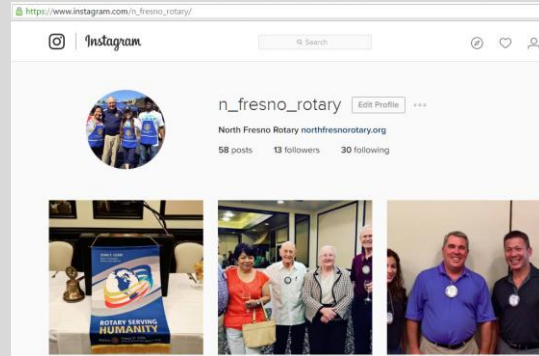 https://www.instagram.com/n_fresno_rotary/
Instagram
Search
n_fresno_rotary Edit Profile
North Fresno Rotary northfresnorotary.org
58 posts 13 followers 30 following
ROTARY SERVING
HUMANITY